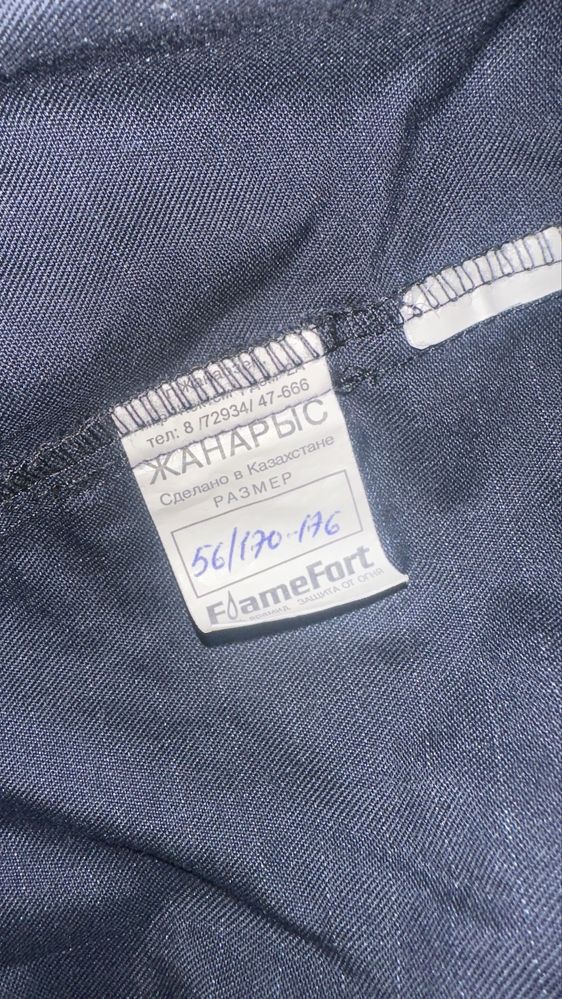 тел: 8 /72934/ 47-666
ЖАНАРЫС
Сделано в Казахстане
РАЗМЕР
56/170-176
FlameFort
ЗАЩИТА ОТ ОГНЯ